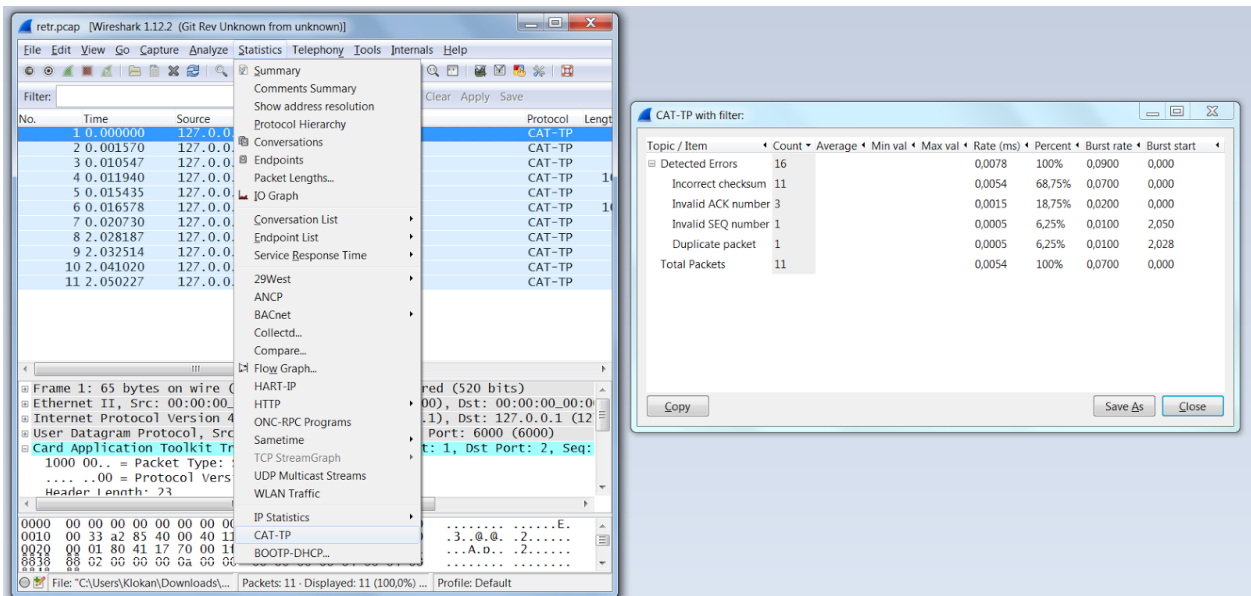 retr.pcap [Wireshark 1.12.2 (Git Rev Unknown from unknown)]
File Edit View Go Capture Analyze Statistics Telephony Tools Internals Help
Filter: Clear Apply Save
No. Time Source Protocol Lengt
1 0.000000 127.0.0. CAT-TP
2 0.001570 127.0.0. CAT-TP
3 0.010547 127.0.0. CAT-TP
4 0.011940 127.0.0. CAT-TP 10
5 0.015435 127.0.0. CAT-TP
6 0.016578 127.0.0. CAT-TP 10
7 0.020730 127.0.0. CAT-TP
8 2.028187 127.0.0. CAT-TP
9 2.032514 127.0.0. CAT-TP
10 2.041020 127.0.0. CAT-TP
11 2.050227 127.0.0. CAT-TP
Summary
Comments Summary
Show address resolution
Protocol Hierarchy
Conversations
Endpoints
Packet Lengths...
IO Graph
Conversation List
Endpoint List
Service Response Time
29West
ANCP
BACnet
Collectd...
Compare...
Flow Graph...
HART-IP
HTTP
ONC-RPC Programs
Sametime
TCP StreamGraph
UDP Multicast Streams
WLAN Traffic
IP Statistics
CAT-TP
BOOTP-DHCP...
Frame 1: 65 bytes on wire ( red (520 bits)
Ethernet II, Src: 00:00:00_ 00), Dst: 00:00:00_00:0
Internet Protocol Version 4 .1), Dst: 127.0.0.1 (12
User Datagram Protocol, Src Port: 6000 (6000)
Card Application Toolkit Tr t: 1, Dst Port: 2, Seq:
1000 00.. = Packet Type:
.... ..00 = Protocol Vers
Header Length: 23
0000 00 00 00 00 00 00 00 ........ ......E.
0010 00 33 a2 85 40 00 40 11 .3..@.@. .2......
0020 00 01 80 41 17 70 00 1f ...A.p.. .2......
File: "C:\Users\Klokan\Downloads\... Packets: 11 · Displayed: 11 (100,0%) ... Profile: Default
CAT-TP with filter:
Topic / Item Count Average Min val Max val Rate (ms) Percent Burst rate Burst start
Detected Errors 16 0,0078 100% 0,0900 0,000
Incorrect checksum 11 0,0054 68,75% 0,0700 0,000
Invalid ACK number 3 0,0015 18,75% 0,0200 0,000
Invalid SEQ number 1 0,0005 6,25% 0,0100 2,050
Duplicate packet 1 0,0005 6,25% 0,0100 2,028
Total Packets 11 0,0054 100% 0,0700 0,000
Copy Save As Close